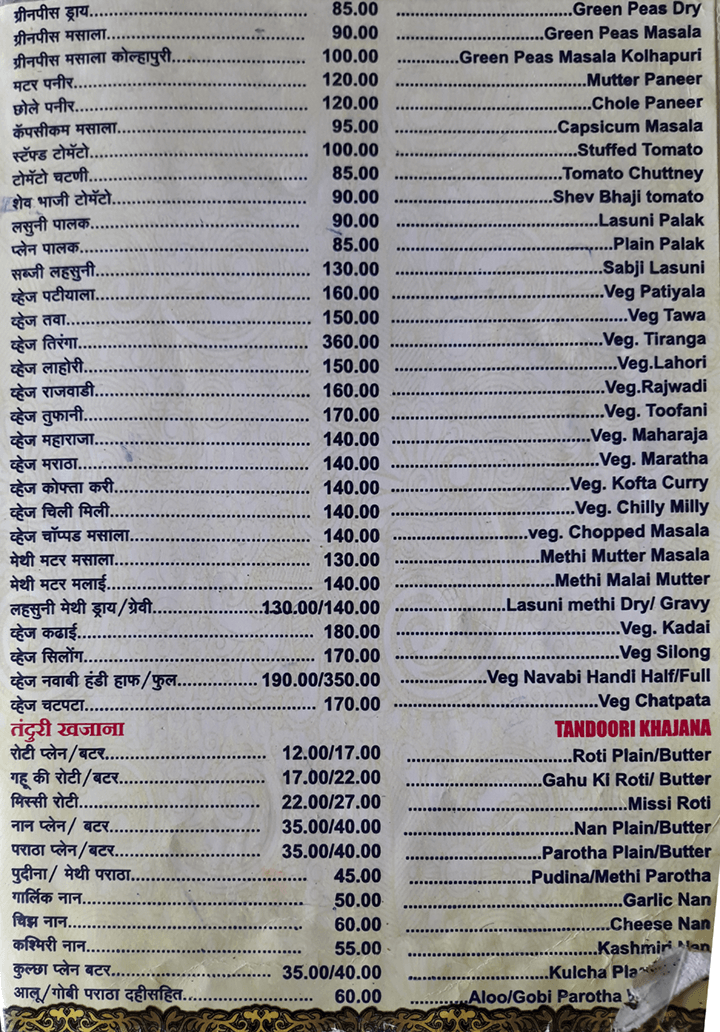 ग्रीनपीस ड्राय 85.00 Green Peas Dry
ग्रीनपीस मसाला 90.00 Green Peas Masala
ग्रीनपीस मसाला कोल्हापुरी 100.00 Green Peas Masala Kolhapuri
मटर पनीर 120.00 Mutter Paneer
छोले पनीर 120.00 Chole Paneer
कॅपसीकम मसाला 95.00 Capsicum Masala
स्टॅफ्ड टोमॅटो 100.00 Stuffed Tomato
टोमॅटो चटणी 85.00 Tomato Chuttney
शेव भाजी टोमॅटो 90.00 Shev Bhaji tomato
लसुनी पालक 90.00 Lasuni Palak
प्लेन पालक 85.00 Plain Palak
सब्जी लहसुनी 130.00 Sabji Lasuni
व्हेज पटीयाला 160.00 Veg Patiyala
व्हेज तवा 150.00 Veg Tawa
व्हेज तिरंगा 360.00 Veg. Tiranga
व्हेज लाहोरी 150.00 Veg.Lahori
व्हेज राजवाडी 160.00 Veg.Rajwadi
व्हेज तुफानी 170.00 Veg. Toofani
व्हेज महाराजा 140.00 Veg. Maharaja
व्हेज मराठा 140.00 Veg. Maratha
व्हेज कोफ्ता करी 140.00 Veg. Kofta Curry
व्हेज चिली मिली 140.00 Veg. Chilly Milly
व्हेज चॉप्पड मसाला 140.00 veg. Chopped Masala
मेथी मटर मसाला 130.00 Methi Mutter Masala
मेथी मटर मलाई 140.00 Methi Malai Mutter
लहसुनी मेथी ड्राय/ग्रेवी 130.00/140.00 Lasuni methi Dry/ Gravy
व्हेज कढाई 180.00 Veg. Kadai
व्हेज सिलोंग 170.00 Veg Silong
व्हेज नवाबी हंडी हाफ/फुल 190.00/350.00 Veg Navabi Handi Half/Full
व्हेज चटपटा 170.00 Veg Chatpata
तंदुरी खजाना TANDOORI KHAJANA
रोटी प्लेन/बटर 12.00/17.00 Roti Plain/Butter
गहू की रोटी/बटर 17.00/22.00 Gahu Ki Roti/ Butter
मिस्सी रोटी 22.00/27.00 Missi Roti
नान प्लेन/ बटर 35.00/40.00 Nan Plain/Butter
पराठा प्लेन/बटर 35.00/40.00 Parotha Plain/Butter
पुदीना/ मेथी पराठा 45.00 Pudina/Methi Parotha
गार्लिक नान 50.00 Garlic Nan
चिझ नान 60.00 Cheese Nan
कश्मिरी नान 55.00 Kashmiri Nan
कुल्छा प्लेन बटर 35.00/40.00 Kulcha
आलू/गोबी पराठा दहीसहित 60.00 Aloo/Gobi Parotha